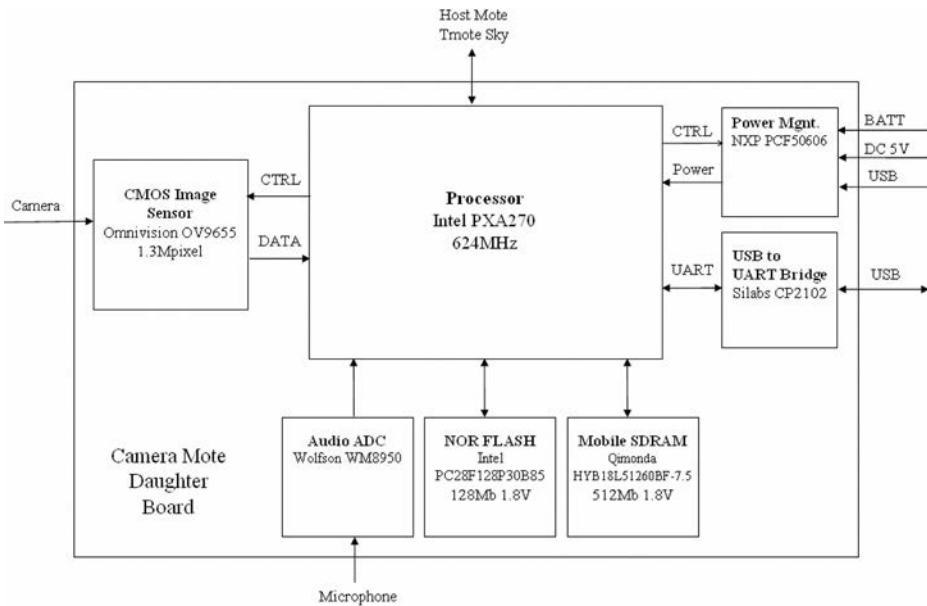 Host Mote
Tmote Sky
Camera
CMOS Image
Sensor
Omnivision OV9655
1.3Mpixel
CTRL
DATA
Processor
Intel PXA270
624MHz
CTRL
Power
UART
Power Mgnt.
NXP PCF50606
BATT
DC 5V
USB
USB to
UART Bridge
Silabs CP2102
USB
Camera Mote
Daughter
Board
Audio ADC
Wolfson WM8950
NOR FLASH
Intel
PC28F128P30B85
128Mb 1.8V
Mobile SDRAM
Qimonda
HYB18L51260BF-7.5
512Mb 1.8V
Microphone